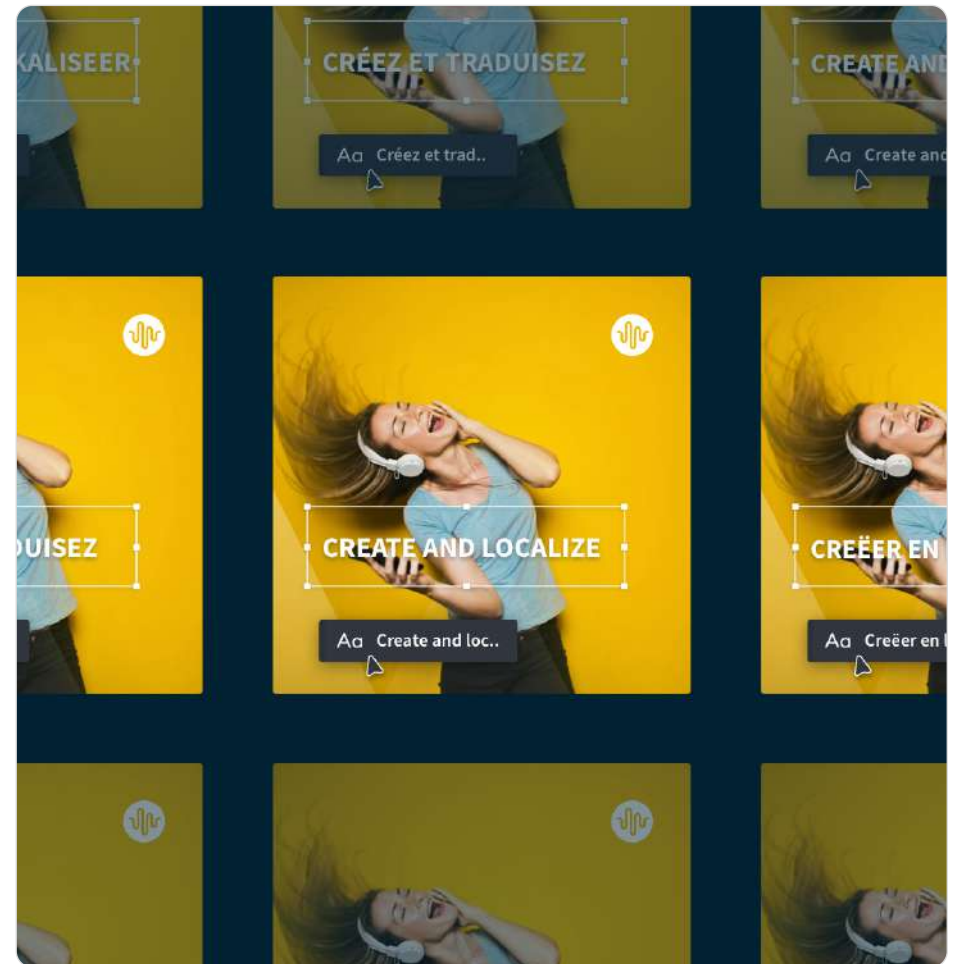 KALISEER
CRÉEZ ET TRADUISEZ
CREATE AND
Aa Créez et trad..
Aa Create and
DUISEZ
CREATE AND LOCALIZE
CREËER EN
Aa Create and loc..
Aa Creëer en l